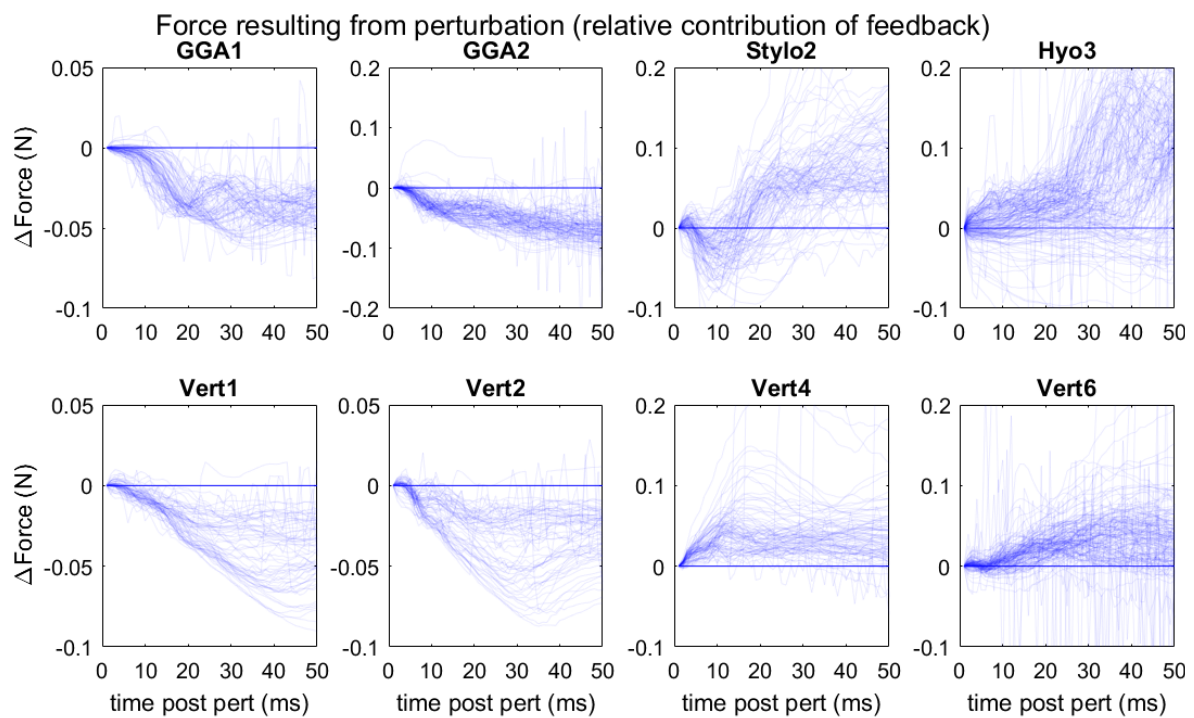 Force resulting from perturbation (relative contribution of feedback)
GGA1 GGA2 Stylo2 Hyo3
0.05 0.2 0.2 0.2
0 0.1 0.1 0.1
-0.05 0 0 0
-0.1 -0.1 -0.1 -0.1
-0.2
ΔForce (N)
0 10 20 30 40 50 0 10 20 30 40 50 0 10 20 30 40 50 0 10 20 30 40 50
Vert1 Vert2 Vert4 Vert6
0.05 0.05 0.2 0.2
0 0 0.1 0.1
-0.05 -0.05 0 0
-0.1 -0.1 -0.1 -0.1
ΔForce (N)
0 10 20 30 40 50 0 10 20 30 40 50 0 10 20 30 40 50 0 10 20 30 40 50
time post pert (ms) time post pert (ms) time post pert (ms) time post pert (ms)